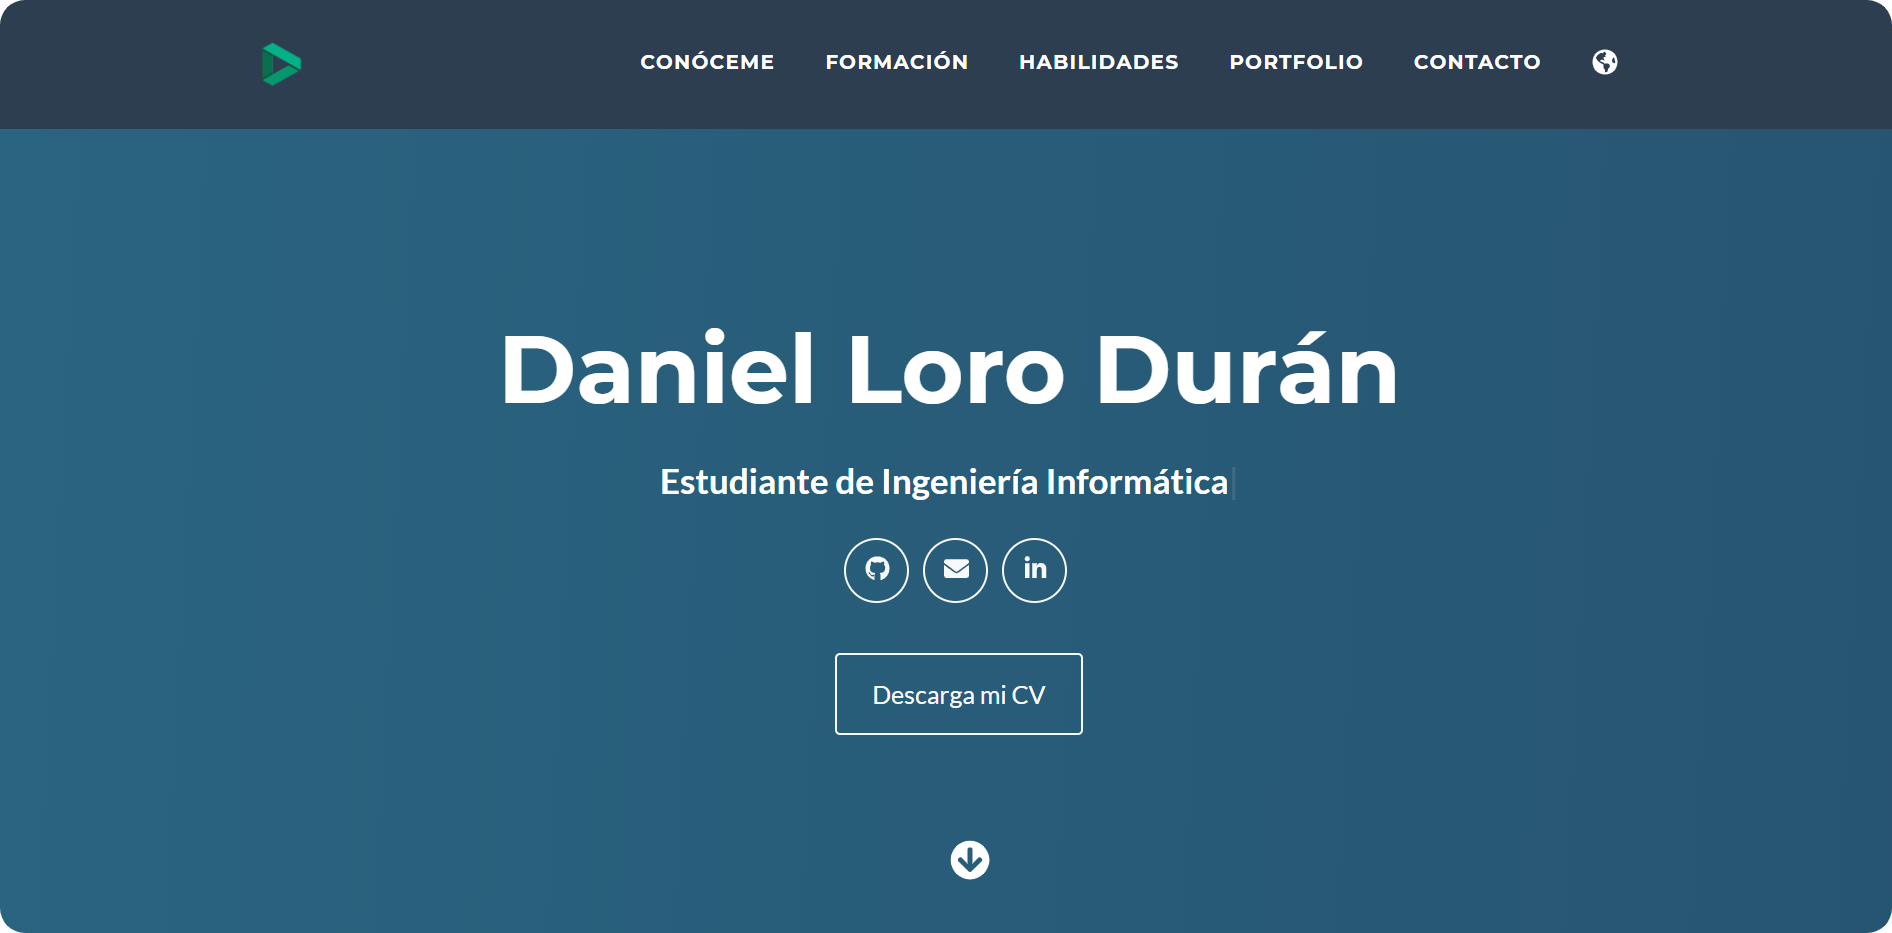 CONÓCEME FORMACIÓN HABILIDADES PORTFOLIO CONTACTO
Daniel Loro Durán
Estudiante de Ingeniería Informática
in
Descarga mi CV